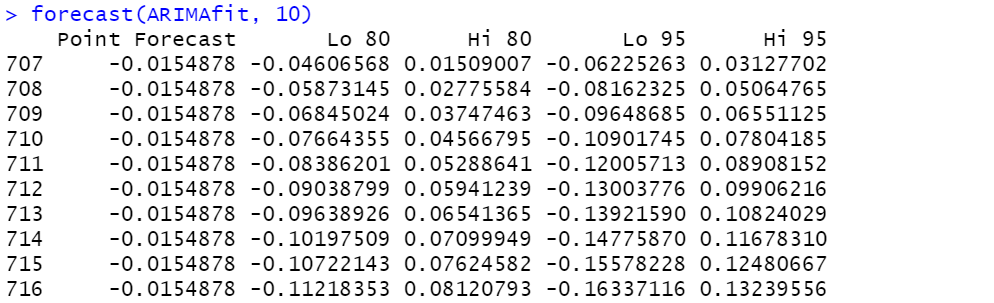 > forecast(ARIMAfit, 10)
Point Forecast Lo 80 Hi 80 Lo 95 Hi 95
707 -0.0154878 -0.04606568 0.01509007 -0.06225263 0.03127702
708 -0.0154878 -0.05873145 0.02775584 -0.08162325 0.05064765
709 -0.0154878 -0.06845024 0.03747463 -0.09648685 0.06551125
710 -0.0154878 -0.07664355 0.04566795 -0.10901745 0.07804185
711 -0.0154878 -0.08386201 0.05288641 -0.12005713 0.08908152
712 -0.0154878 -0.09038799 0.05941239 -0.13003776 0.09906216
713 -0.0154878 -0.09638926 0.06541365 -0.13921590 0.10824029
714 -0.0154878 -0.10197509 0.07099949 -0.14775870 0.11678310
715 -0.0154878 -0.10722143 0.07624582 -0.15578228 0.12480667
716 -0.0154878 -0.11218353 0.08120793 -0.16337116 0.13239556